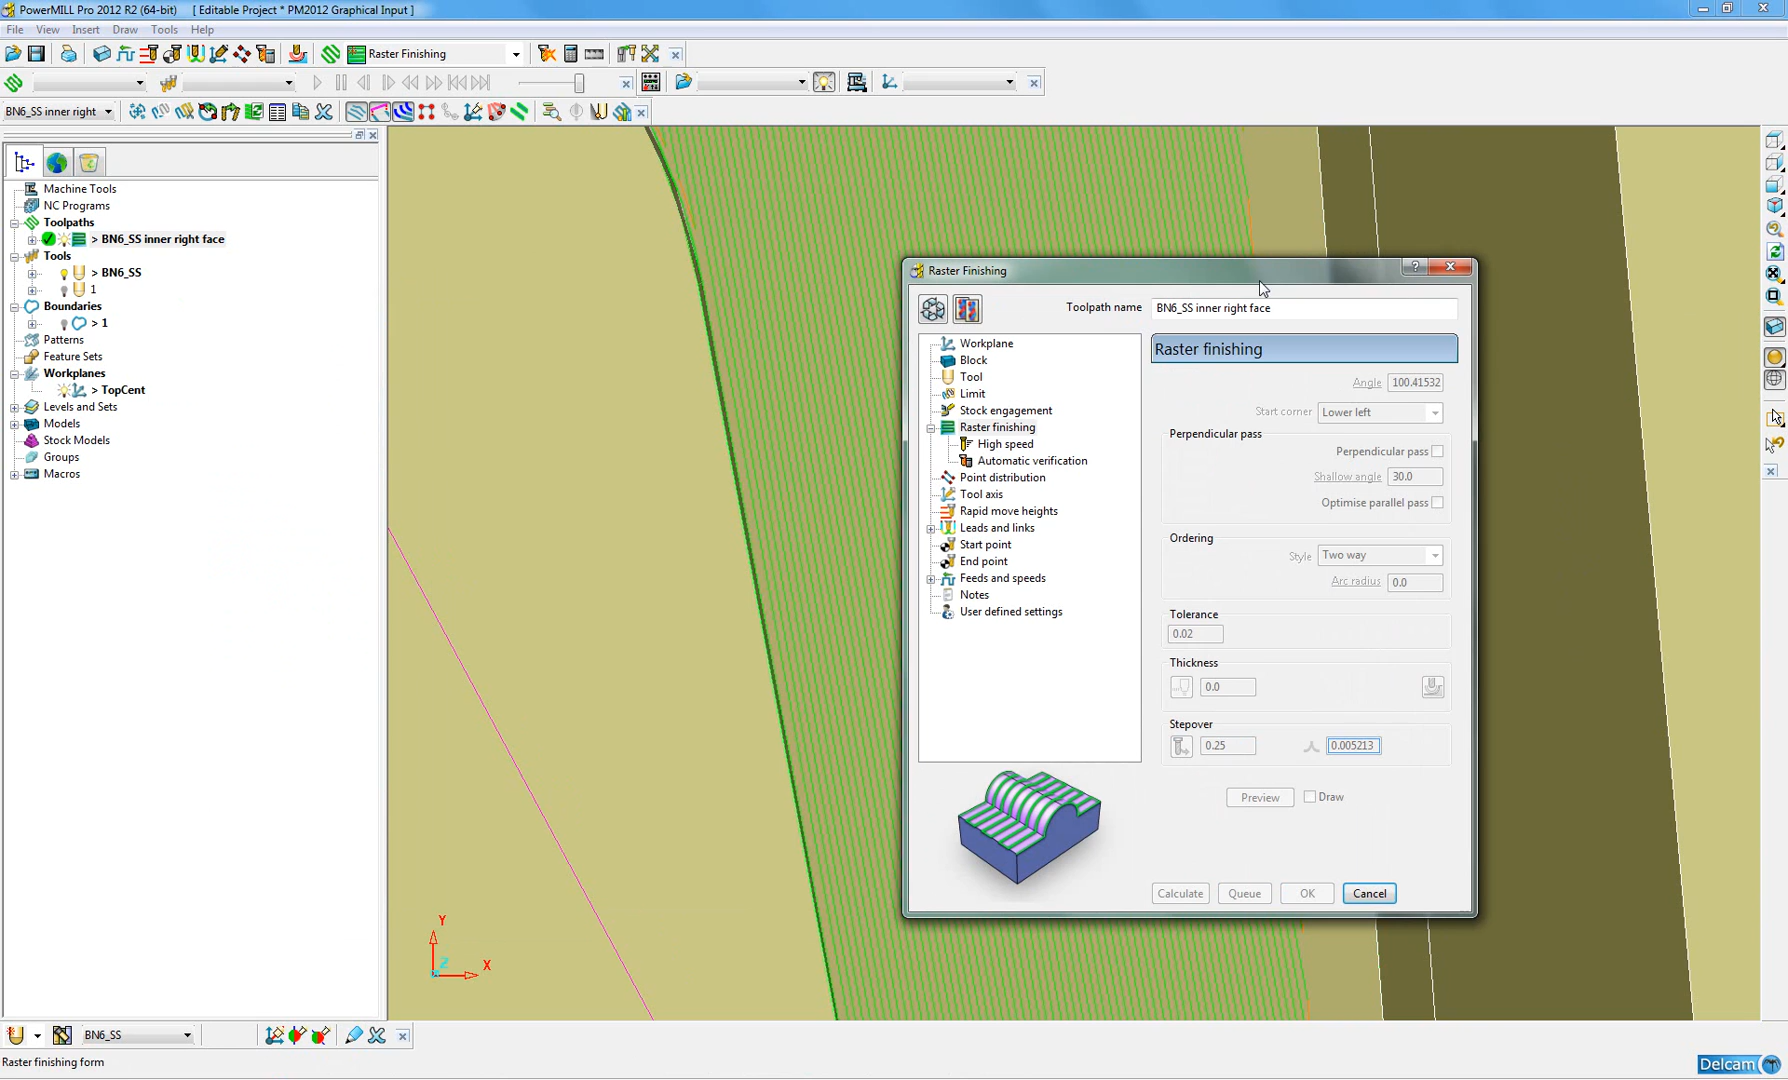 PowerMILL Pro 2012 R2 (64-bit) [ Editable Project * PM2012 Graphical Input ]
File View Insert Draw Tools Help
Raster Finishing
BN6_SS inner right
Machine Tools
NC Programs
Toolpaths
> BN6_SS inner right face
Tools
> BN6_SS
1
Boundaries
> 1
Patterns
Feature Sets
Workplanes
> TopCent
Levels and Sets
Models
Stock Models
Groups
Macros
Raster Finishing
Toolpath name BN6_SS inner right face
Workplane
Block
Tool
Limit
Stock engagement
Raster finishing
High speed
Automatic verification
Point distribution
Tool axis
Rapid move heights
Leads and links
Start point
End point
Feeds and speeds
Notes
User defined settings
Raster finishing
Angle 100.41532
Start corner Lower left
Perpendicular pass
Perpendicular pass
Shallow angle 30.0
Optimise parallel pass
Ordering
Style Two way
Arc radius 0.0
Tolerance
0.02
Thickness
0.0
Stepover
0.25 0.005213
Preview Draw
Calculate Queue OK Cancel
Y
Z
X
BN6_SS
Raster finishing form
Delcam